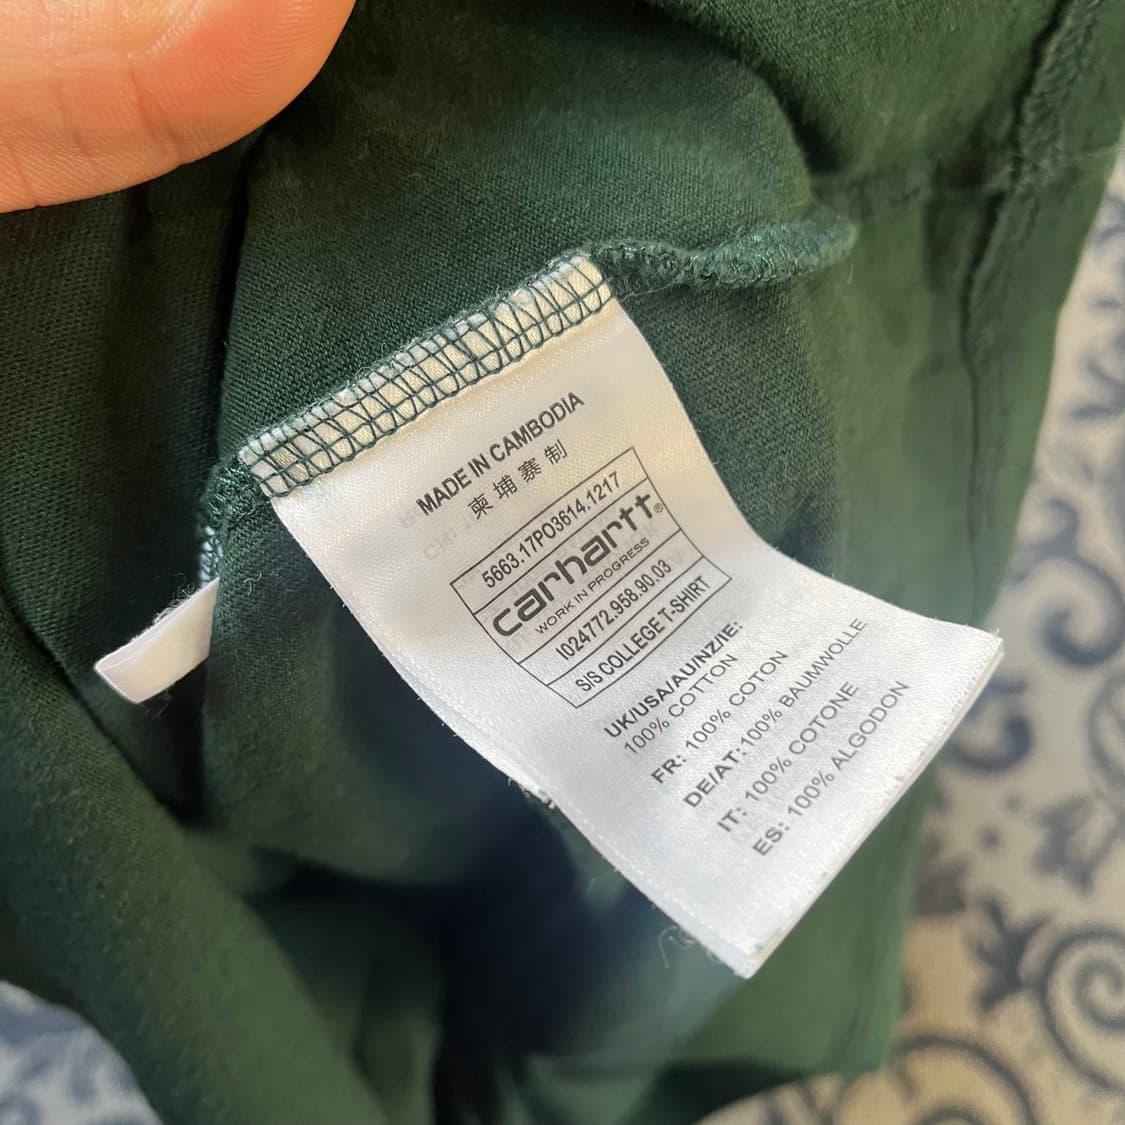 MADE IN CAMBODIA
柬埔寨制
5663.17PO3614.1217
carhartt®
WORK IN PROGRESS
I024772.958.90.03
S/S COLLEGE T-SHIRT
UK/USA/AU/NZ/IE:
100% COTTON
FR: 100% COTON
DE/AT: 100% BAUMWOLLE
IT: 100% COTONE
ES: 100% ALGODON